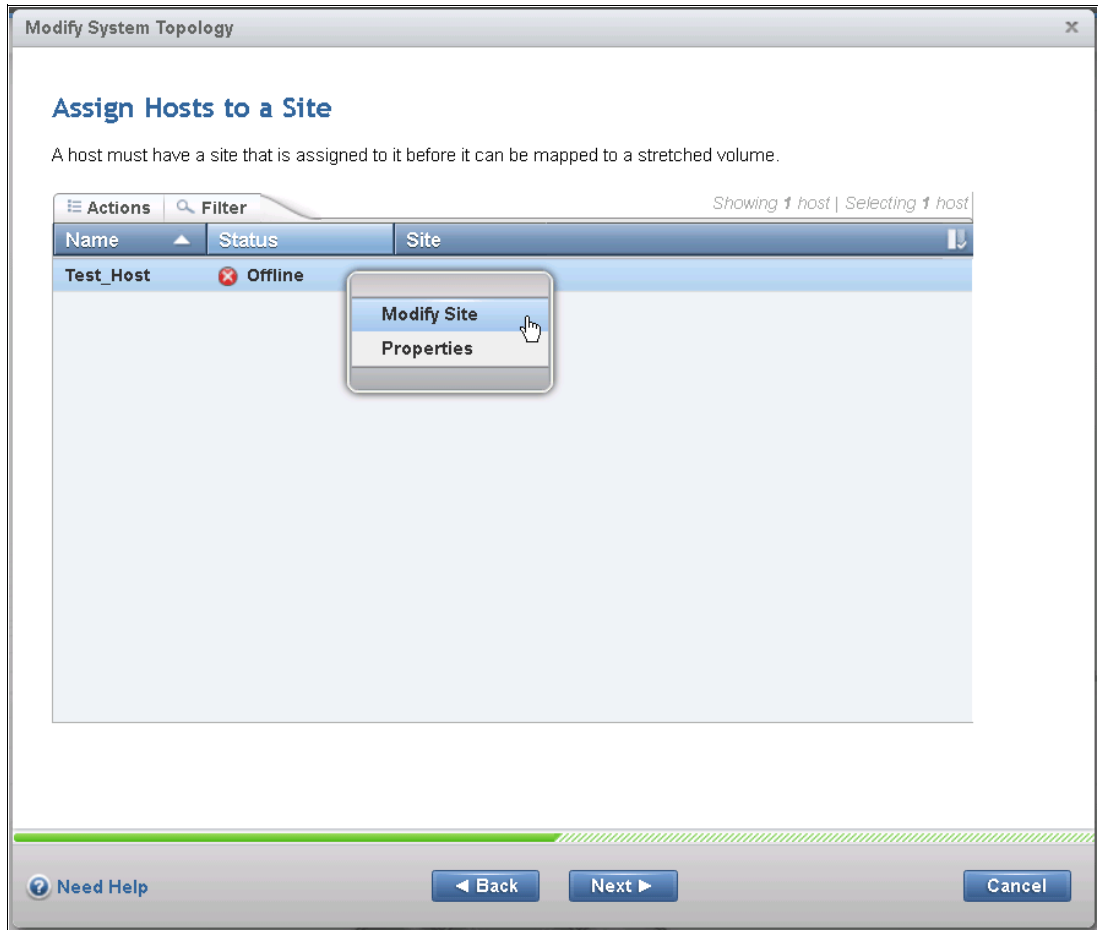 Modify System Topology
Assign Hosts to a Site
A host must have a site that is assigned to it before it can be mapped to a stretched volume.
Actions Filter Showing 1 host | Selecting 1 host
Name Status Site
Test_Host Offline
Modify Site
Properties
Need Help Back Next Cancel